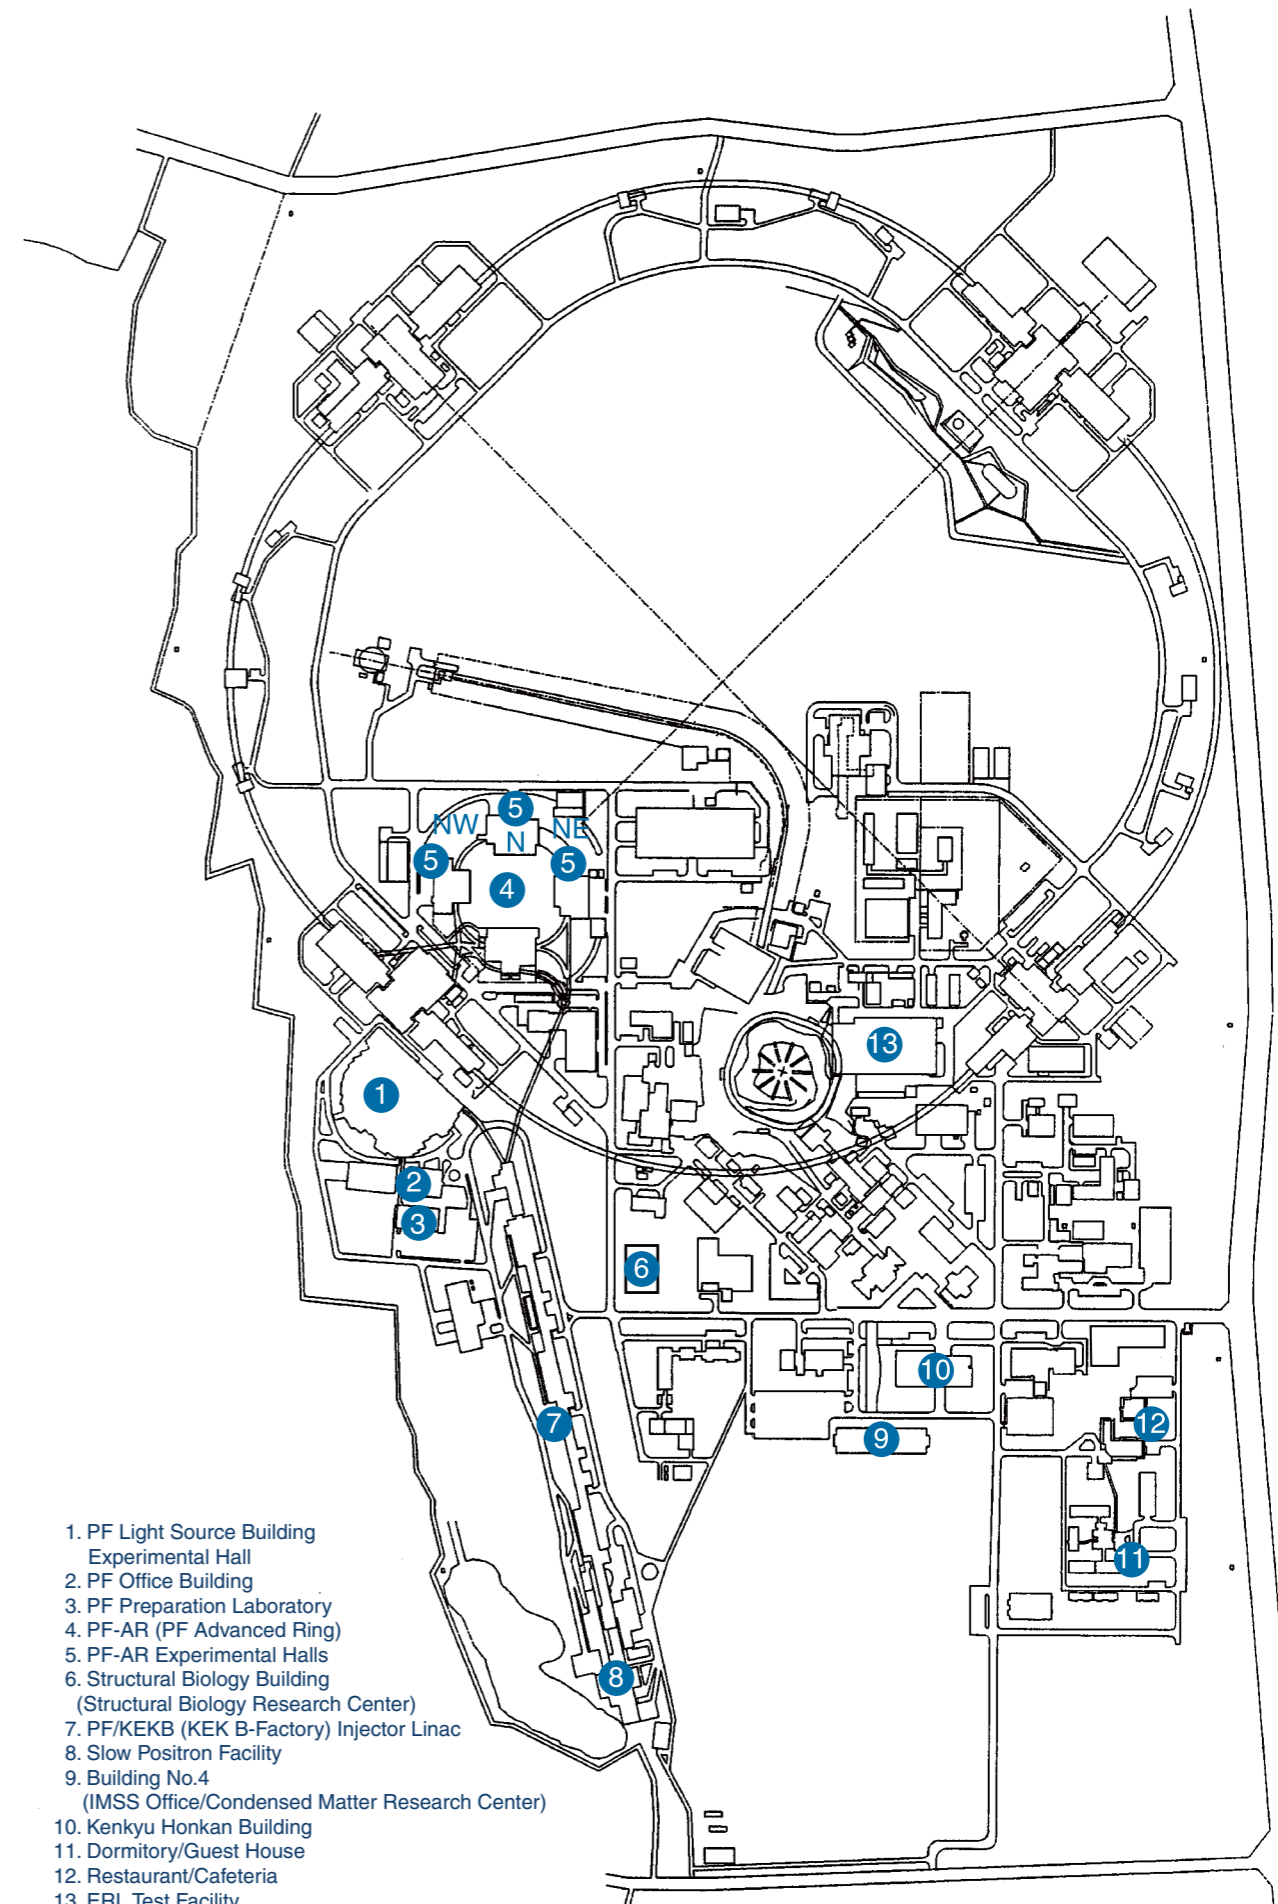 5
NW
NE
N
5
5
4
13
1
2
3
6
10
7
12
9
11
8
1. PF Light Source Building
Experimental Hall
2. PF Office Building
3. PF Preparation Laboratory
4. PF-AR (PF Advanced Ring)
5. PF-AR Experimental Halls
6. Structural Biology Building
(Structural Biology Research Center)
7. PF/KEKB (KEK B-Factory) Injector Linac
8. Slow Positron Facility
9. Building No.4
(IMSS Office/Condensed Matter Research Center)
10. Kenkyu Honkan Building
11. Dormitory/Guest House
12. Restaurant/Cafeteria
13. ERL Test Facility